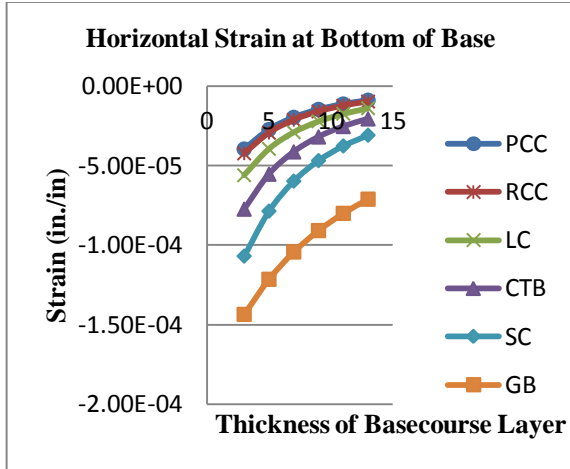 Horizontal Strain at Bottom of Base
0.00E+00
0 5 10 15
-5.00E-05
-1.00E-04
-1.50E-04
-2.00E-04
Strain (in./in)
Thickness of Basecourse Layer
PCC
RCC
LC
CTB
SC
GB